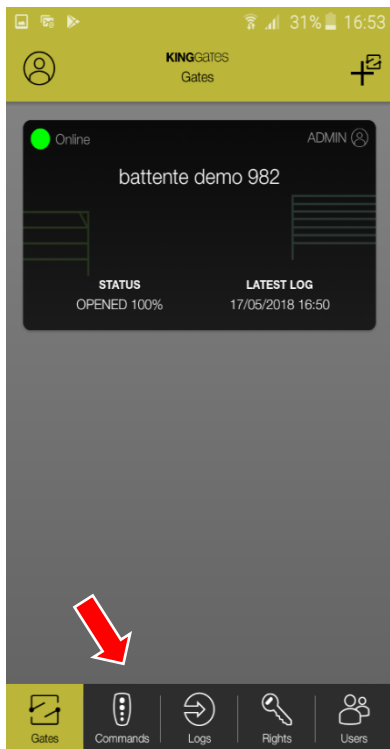 31% 16:53
KINGGATES
Gates
Online ADMIN
battente demo 982
STATUS LATEST LOG
OPENED 100% 17/05/2018 16:50
Gates Commands Logs Rights Users